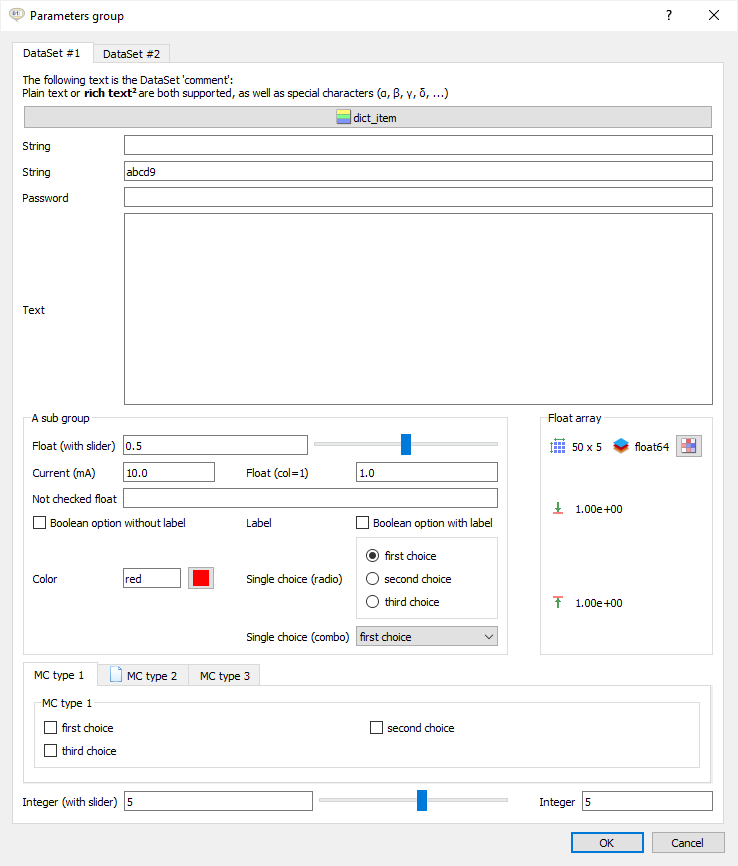 Parameters group
DataSet #1 DataSet #2
The following text is the DataSet 'comment':
Plain text or rich text² are both supported, as well as special characters (α, β, γ, δ, ...)
dict_item
String
String abcd9
Password
Text
A sub group Float array
Float (with slider) 0.5 50 x 5 float64
Current (mA) 10.0 Float (col=1) 1.0
Not checked float
1.00e+00
Boolean option without label Label Boolean option with label
first choice
Color red Single choice (radio) second choice
third choice 1.00e+00
Single choice (combo) first choice
MC type 1 MC type 2 MC type 3
MC type 1
first choice second choice
third choice
Integer (with slider) 5 Integer 5
OK Cancel